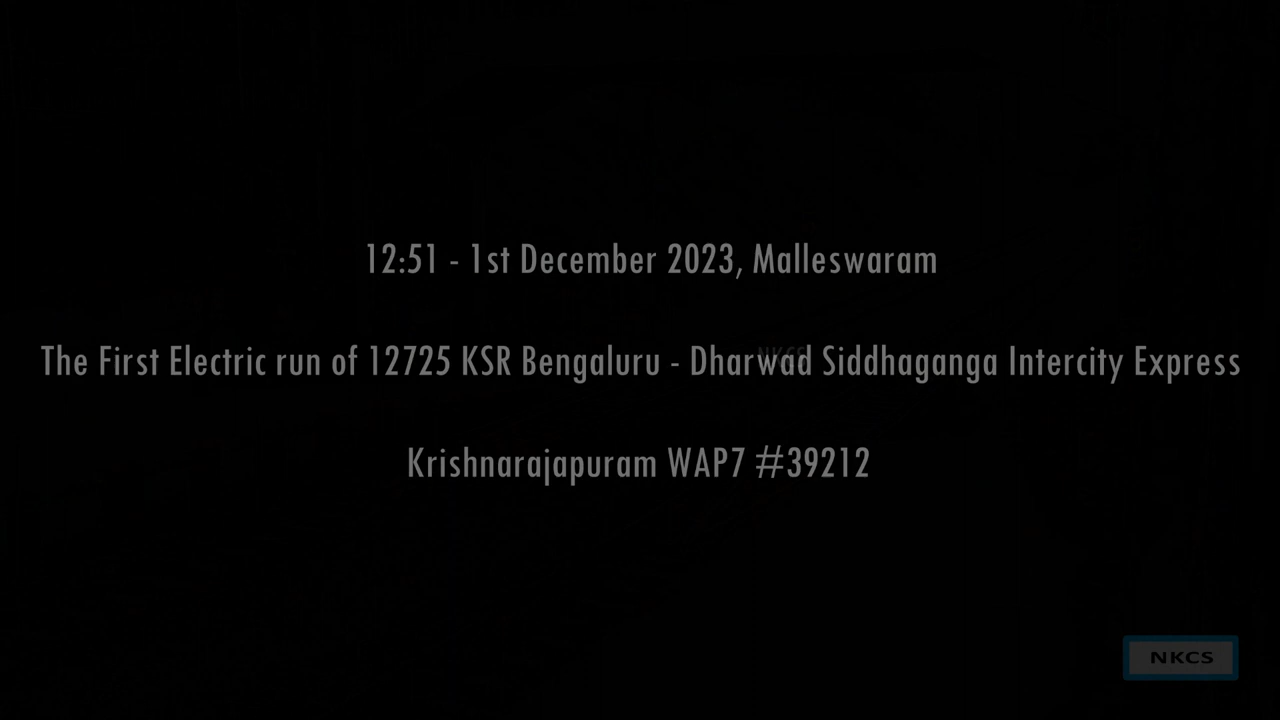 12:51 - 1st December 2023, Malleswaram
The First Electric run of 12725 KSR Bengaluru - Dharwad Siddhaganga Intercity Express
NKCS
Krishnarajapuram WAP7 #39212
NKCS